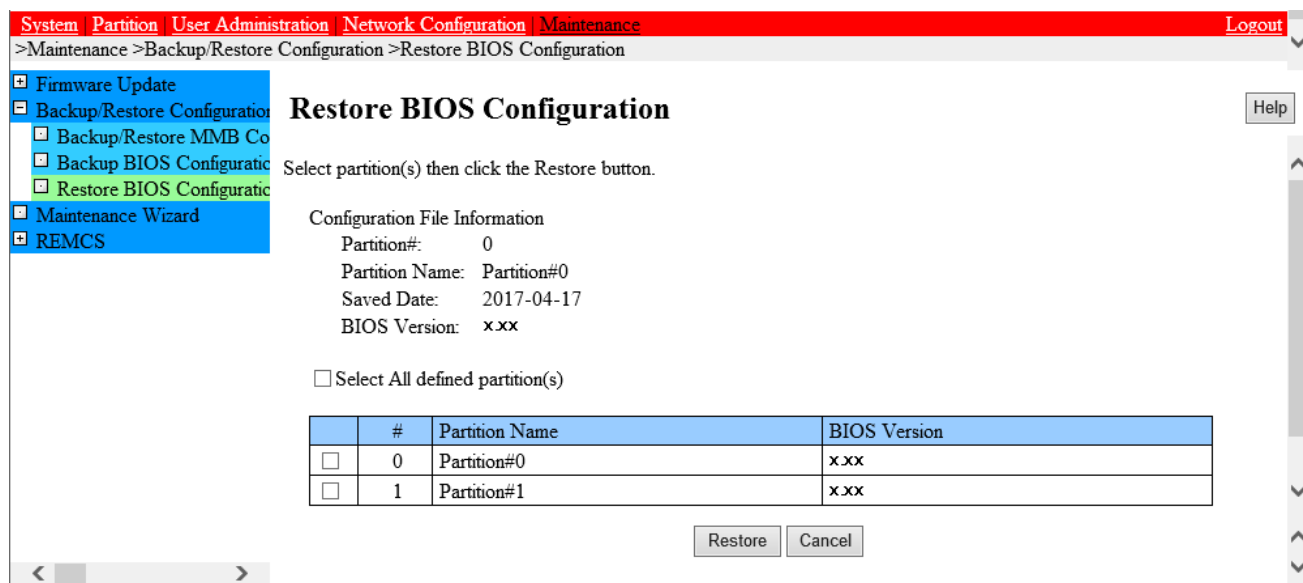 System | Partition | User Administration | Network Configuration | Maintenance Logout
>Maintenance >Backup/Restore Configuration >Restore BIOS Configuration
Firmware Update
Backup/Restore Configuration
Backup/Restore MMB Co
Backup BIOS Configuratic
Restore BIOS Configuratic
Maintenance Wizard
REMCS
Restore BIOS Configuration
Help
Select partition(s) then click the Restore button.
Configuration File Information
Partition#: 0
Partition Name: Partition#0
Saved Date: 2017-04-17
BIOS Version: x.xx
Select All defined partition(s)
# Partition Name BIOS Version
0 Partition#0 x.xx
1 Partition#1 x.xx
Restore Cancel